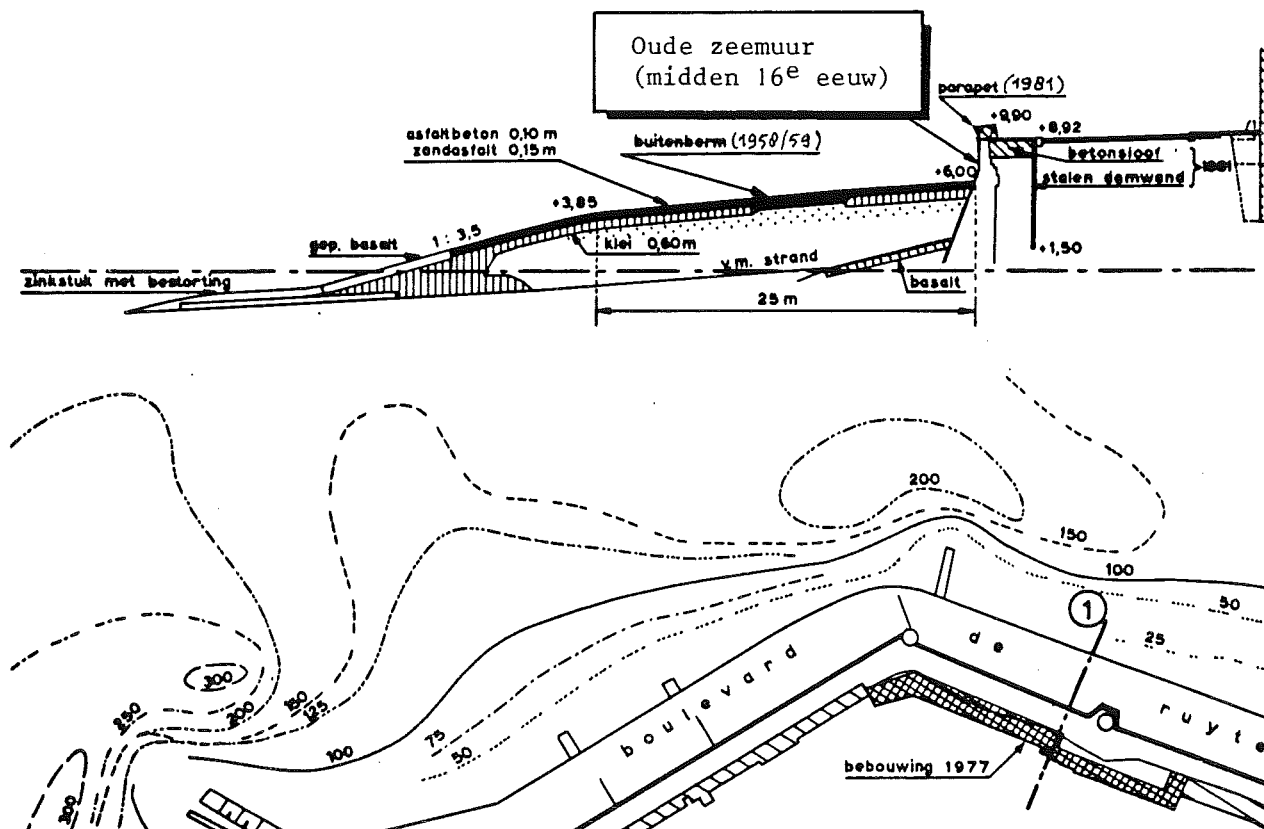 Oude zeemuur
(midden 16e eeuw)
parapet (1981)
+9,90
+8,92
asfaltbeton 0,10 m
zandasfalt 0,15 m
buitenberm (1958/59)
betonsloof
stalen damwand
1981
+6,00
+3,85
1 : 3,5
gep. basalt
klei 0,60 m
+1,50
v.m. strand
zinkstuk met bestorting
basalt
25 m
200
150
100
50
25
1
de
boulevard
ruyte
300
250
200
150
125
100
75
50
300
bebouwing 1977